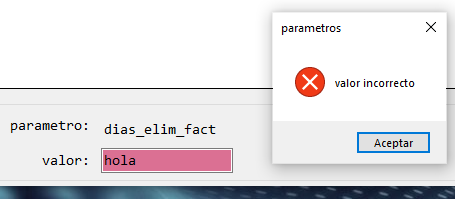 parametros
valor incorrecto
Aceptar
parametro: dias_elim_fact
valor: hola